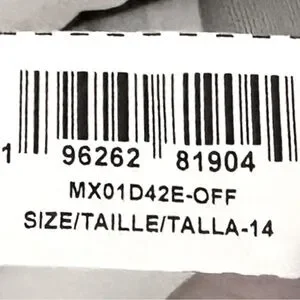 1 96262 81904
MX01D42E-OFF
SIZE/TAILLE/TALLA-14